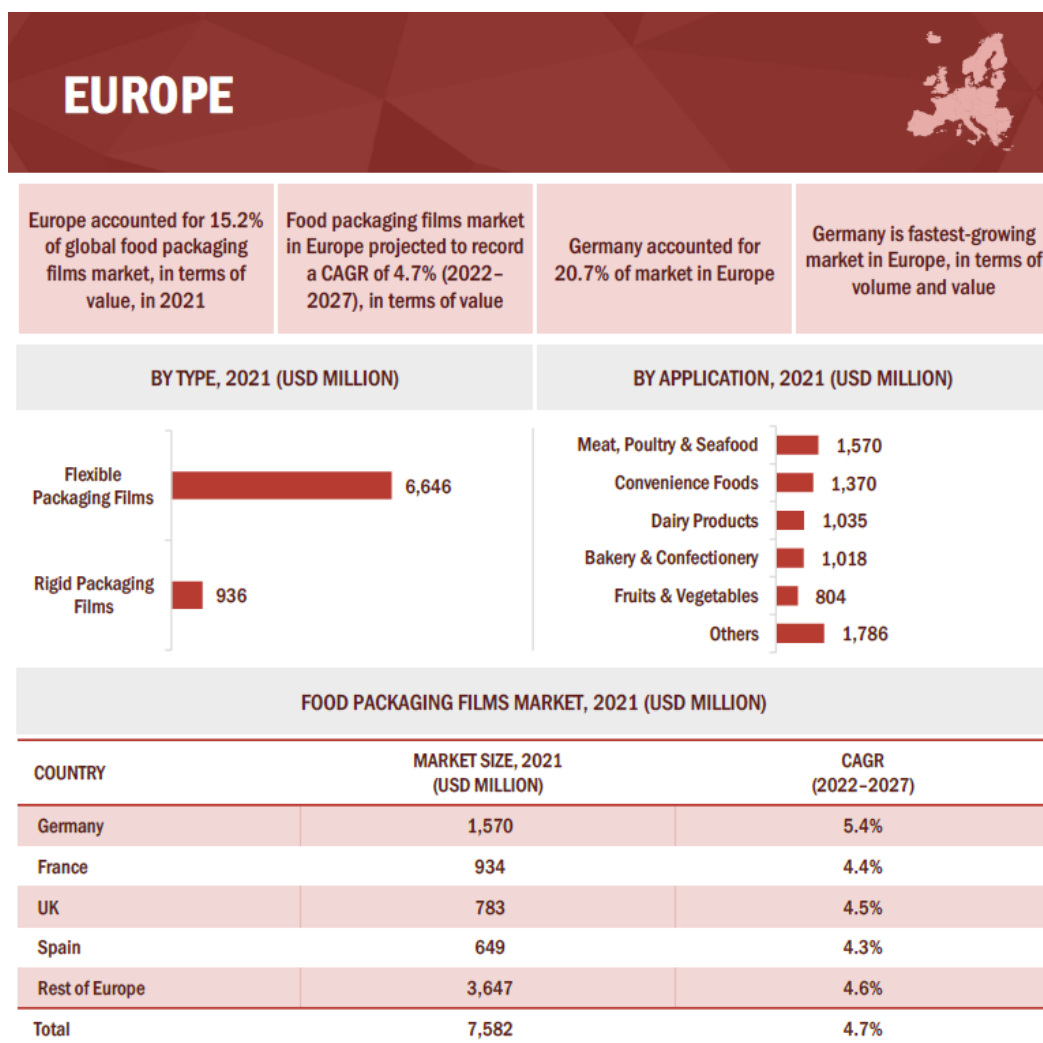 EUROPE
Europe accounted for 15.2%
of global food packaging
films market, in terms of
value, in 2021
Food packaging films market
in Europe projected to record
a CAGR of 4.7% (2022–
2027), in terms of value
Germany accounted for
20.7% of market in Europe
Germany is fastest-growing
market in Europe, in terms of
volume and value
BY TYPE, 2021 (USD MILLION)
Flexible
Packaging Films
6,646
Rigid Packaging
Films
936
BY APPLICATION, 2021 (USD MILLION)
Meat, Poultry & Seafood 1,570
Convenience Foods 1,370
Dairy Products 1,035
Bakery & Confectionery 1,018
Fruits & Vegetables 804
Others 1,786
FOOD PACKAGING FILMS MARKET, 2021 (USD MILLION)
COUNTRY
MARKET SIZE, 2021
(USD MILLION)
CAGR
(2022–2027)
Germany 1,570 5.4%
France 934 4.4%
UK 783 4.5%
Spain 649 4.3%
Rest of Europe 3,647 4.6%
Total 7,582 4.7%